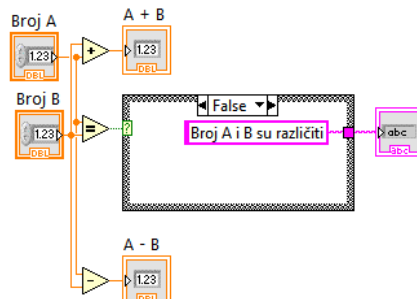 Broj A
A + B
1.23
DBL
1.23
DBL
+
Broj B
1.23
DBL
=
?
False
Broj A i B su različiti
abc
abc
A - B
-
1.23
DBL